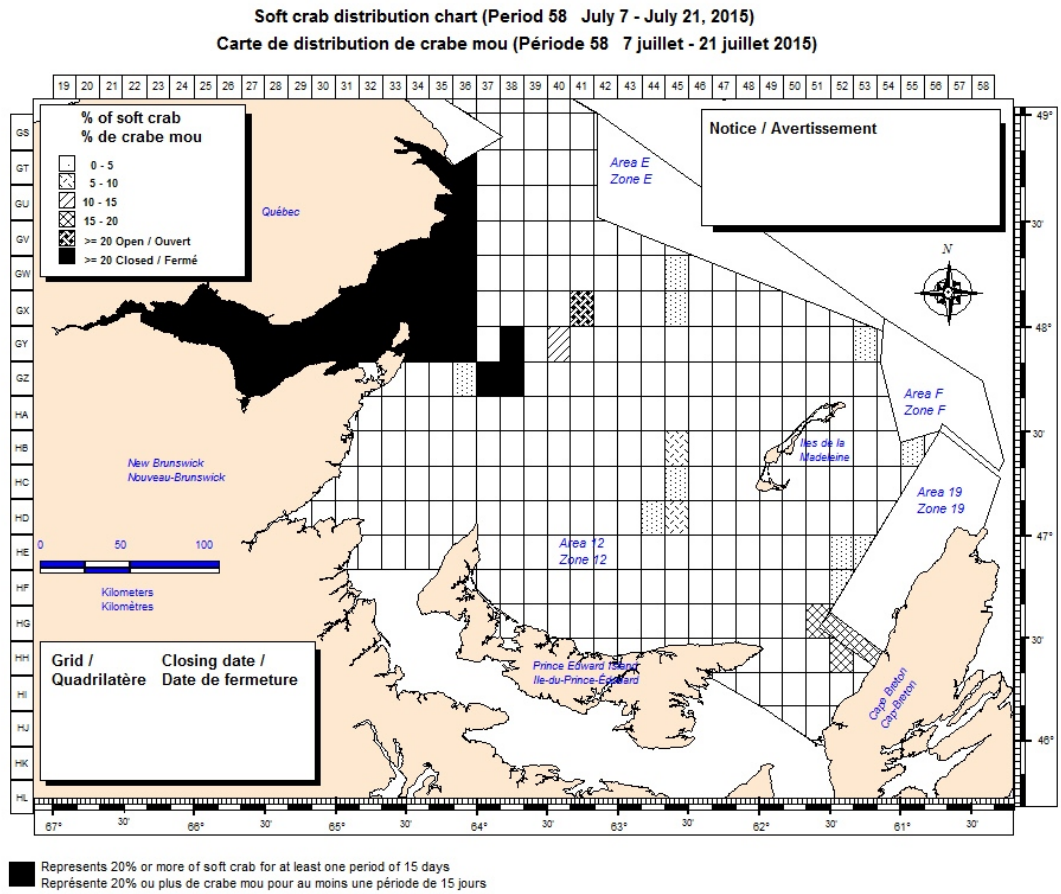 Soft crab distribution chart (Period 58 July 7 - July 21, 2015)
Carte de distribution de crabe mou (Période 58 7 juillet - 21 juillet 2015)
19 20 21 22 23 24 25 26 27 28 29 30 31 32 33 34 35 36 37 38 39 40 41 42 43 44 45 46 47 48 49 50 51 52 53 54 55 56 57 58
% of soft crab
% de crabe mou
0 - 5
5 - 10
10 - 15
15 - 20
>= 20 Open / Ouvert
>= 20 Closed / Fermé
Notice / Avertissement
GS
GT
GU
GV
GW
GX
GY
GZ
HA
HB
HC
HD
HE
HF
HG
HH
HI
HJ
HK
HL
49°
30'
48°
30'
47°
30'
46°
Area E
Zone E
Québec
N
Area F
Zone F
Iles de la
Madeleine
New Brunswick
Nouveau-Brunswick
Area 19
Zone 19
Area 12
Zone 12
0 50 100
Kilometers
Kilomètres
Prince Edward Island
Ile-du-Prince-Édouard
Cape Breton
Cap-Breton
Grid / Closing date /
Quadrilatère Date de fermeture
67° 30' 66° 30' 65° 30' 64° 30' 63° 30' 62° 30' 61° 30'
Represents 20% or more of soft crab for at least one period of 15 days
Représente 20% ou plus de crabe mou pour au moins une période de 15 jours